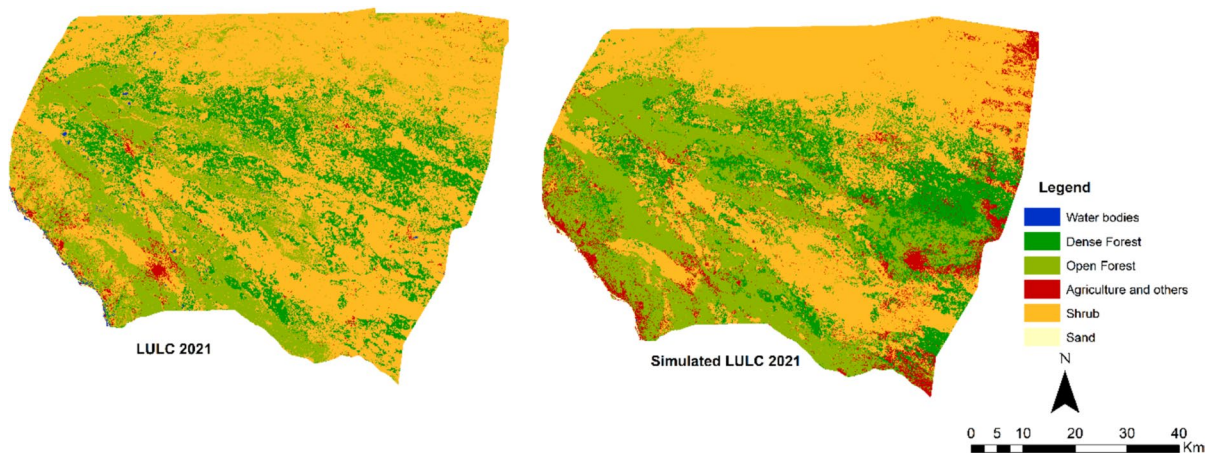 LULC 2021
Simulated LULC 2021
Legend
Water bodies
Dense Forest
Open Forest
Agriculture and others
Shrub
Sand
N
0 5 10 20 30 40
Km